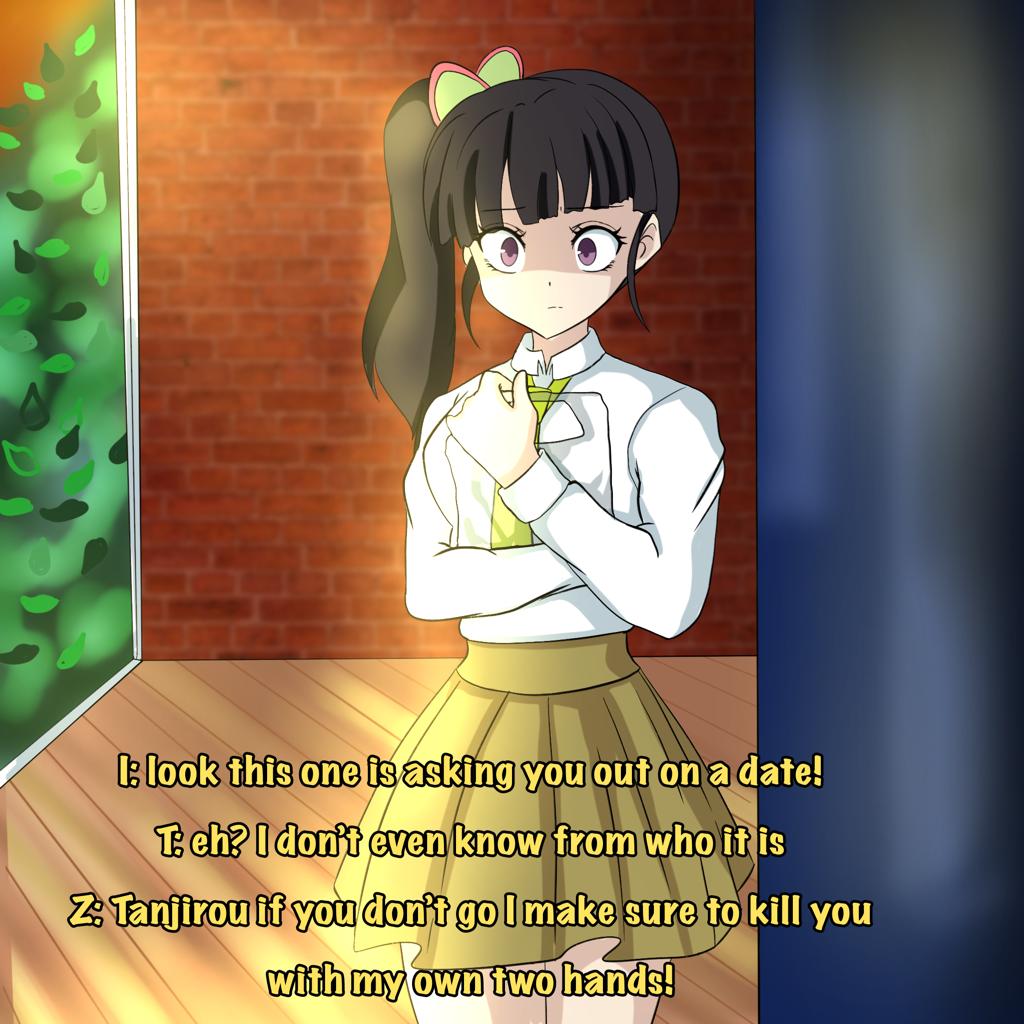 I: look this one is asking you out on a date!
T: eh? I don't even know from who it is
Z: Tanjirou if you don't go I make sure to kill you
with my own two hands!